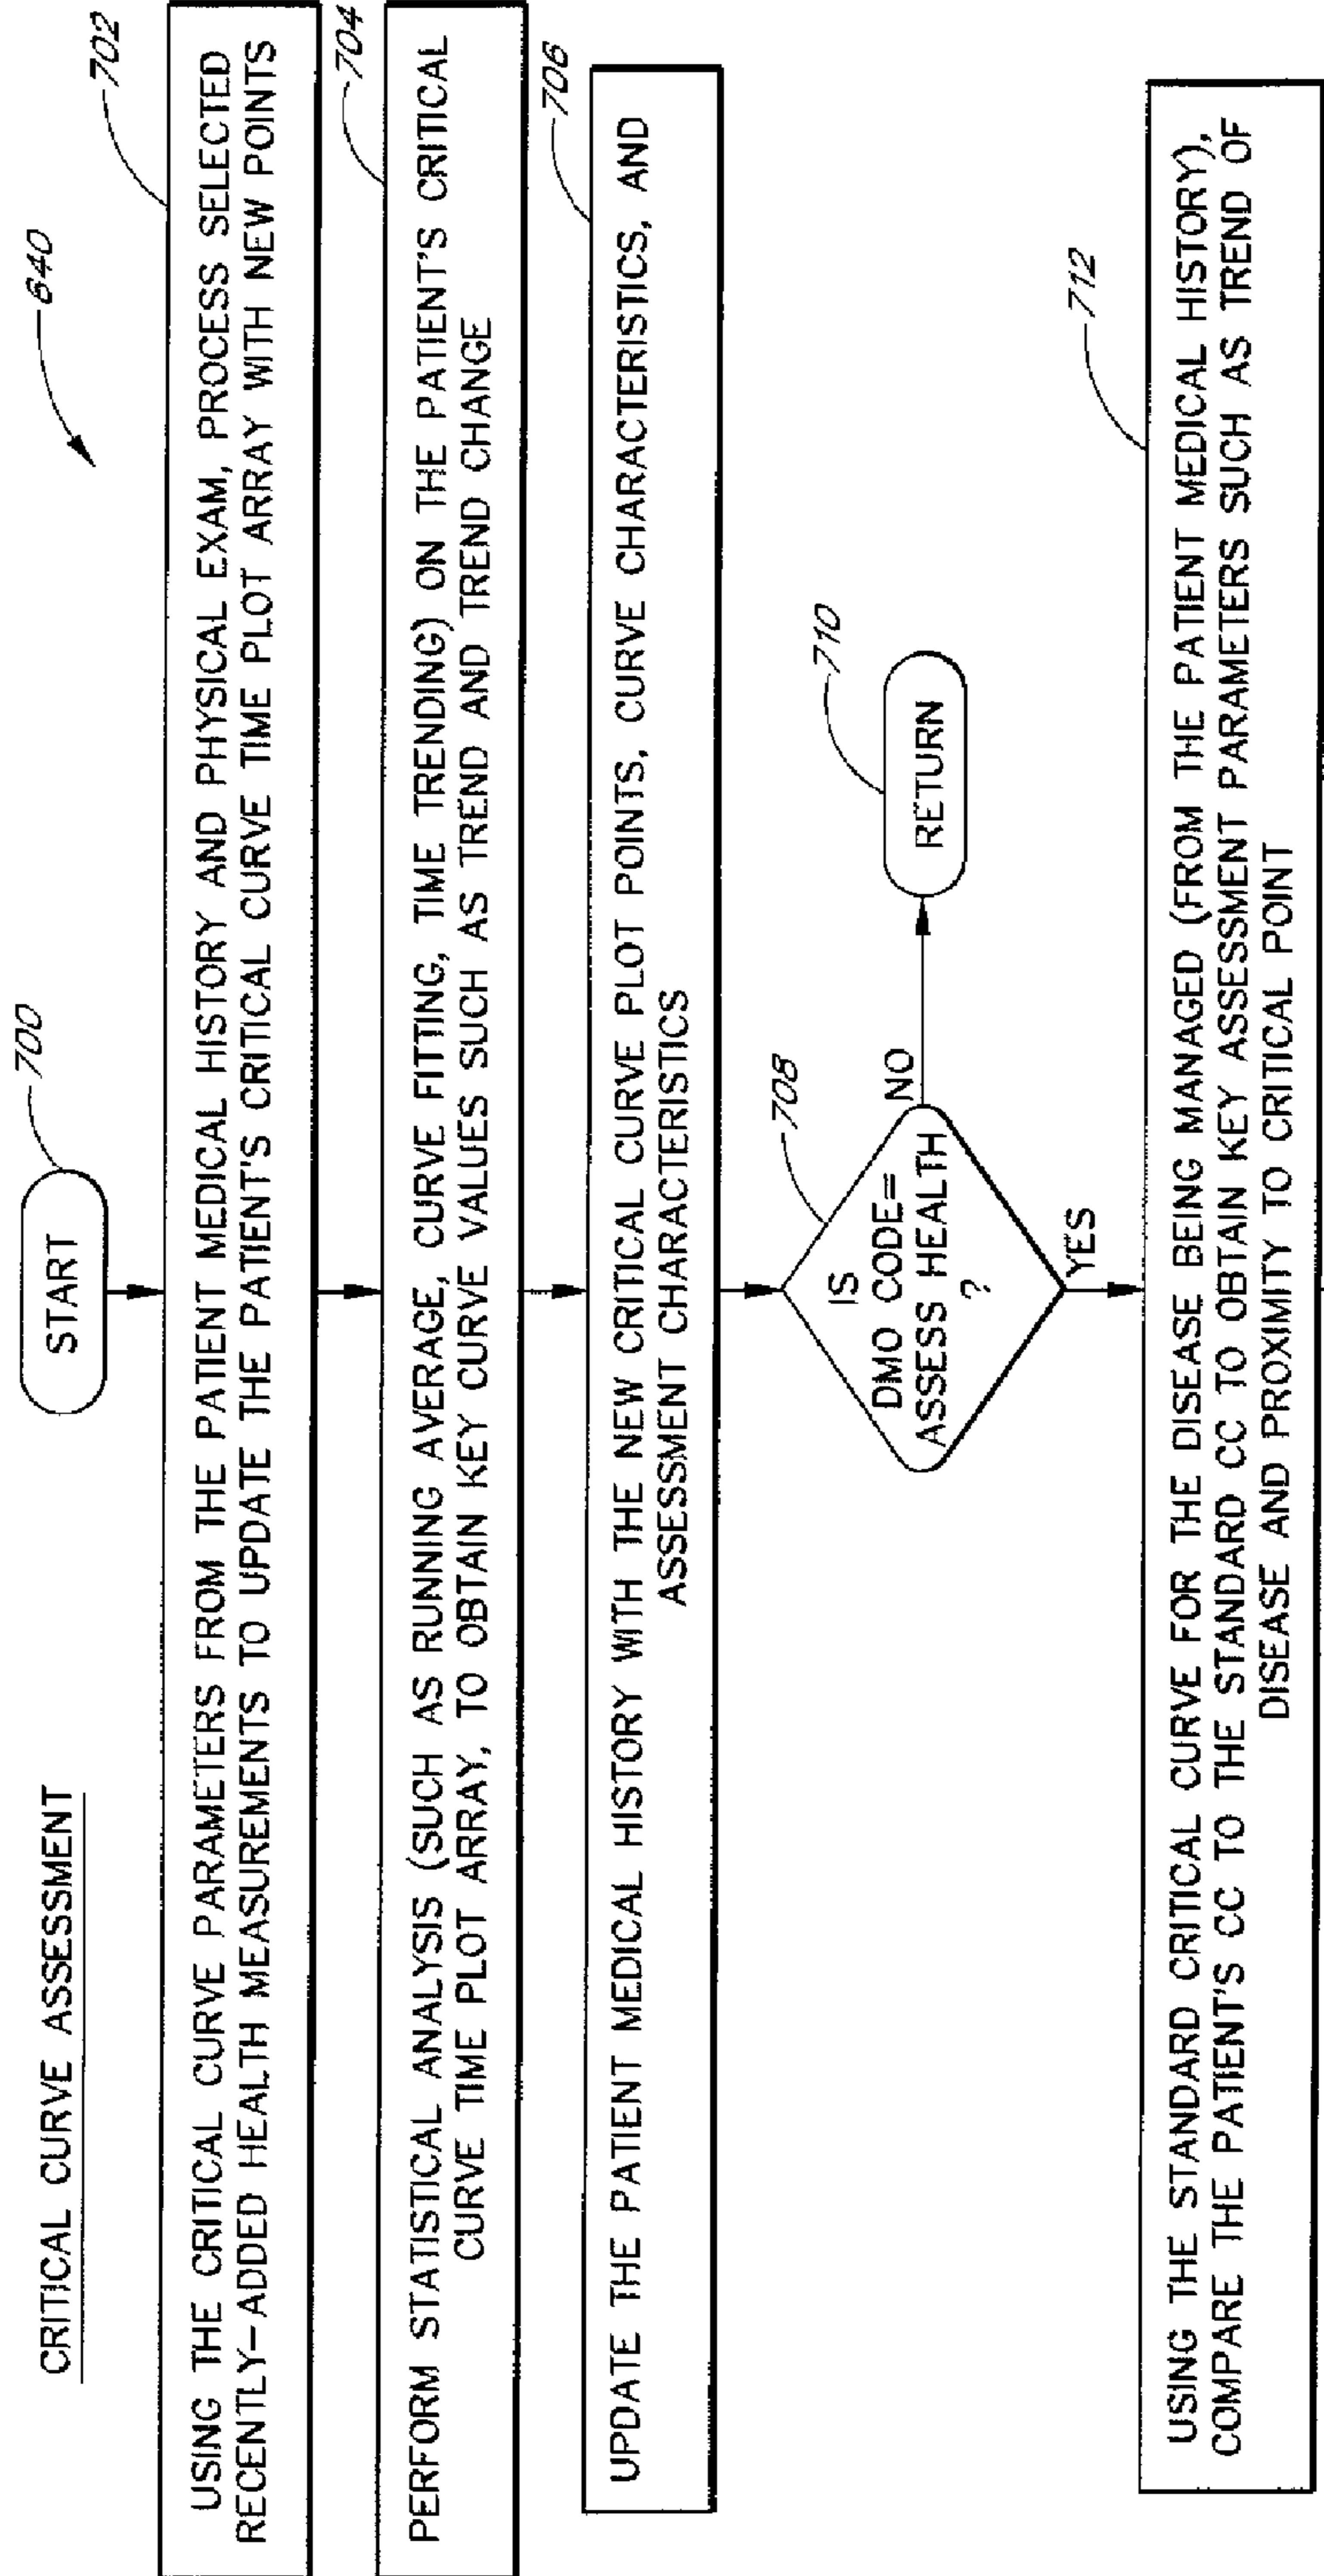 CRITICAL CURVE ASSESSMENT
640
START
700
702
USING THE CRITICAL CURVE PARAMETERS FROM THE PATIENT MEDICAL HISTORY AND PHYSICAL EXAM, PROCESS SELECTED
RECENTLY-ADDED HEALTH MEASUREMENTS TO UPDATE THE PATIENT'S CRITICAL CURVE TIME PLOT ARRAY WITH NEW POINTS
704
PERFORM STATISTICAL ANALYSIS (SUCH AS RUNNING AVERAGE, CURVE FITTING, TIME TRENDING) ON THE PATIENT'S CRITICAL
CURVE TIME PLOT ARRAY, TO OBTAIN KEY CURVE VALUES SUCH AS TREND AND TREND CHANGE
706
UPDATE THE PATIENT MEDICAL HISTORY WITH THE NEW CRITICAL CURVE PLOT POINTS, CURVE CHARACTERISTICS, AND
ASSESSMENT CHARACTERISTICS
708
IS
DMO CODE=
ASSESS HEALTH
?
NO
710
RETURN
YES
712
USING THE STANDARD CRITICAL CURVE FOR THE DISEASE BEING MANAGED (FROM THE PATIENT MEDICAL HISTORY),
COMPARE THE PATIENT'S CC TO THE STANDARD CC TO OBTAIN KEY ASSESSMENT PARAMETERS SUCH AS TREND OF
DISEASE AND PROXIMITY TO CRITICAL POINT